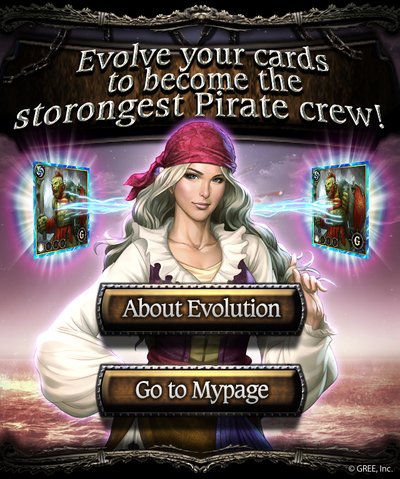 Evolve your cards
to become the
storongest Pirate crew!
G
G
About Evolution
Go to Mypage
© GREE, Inc.